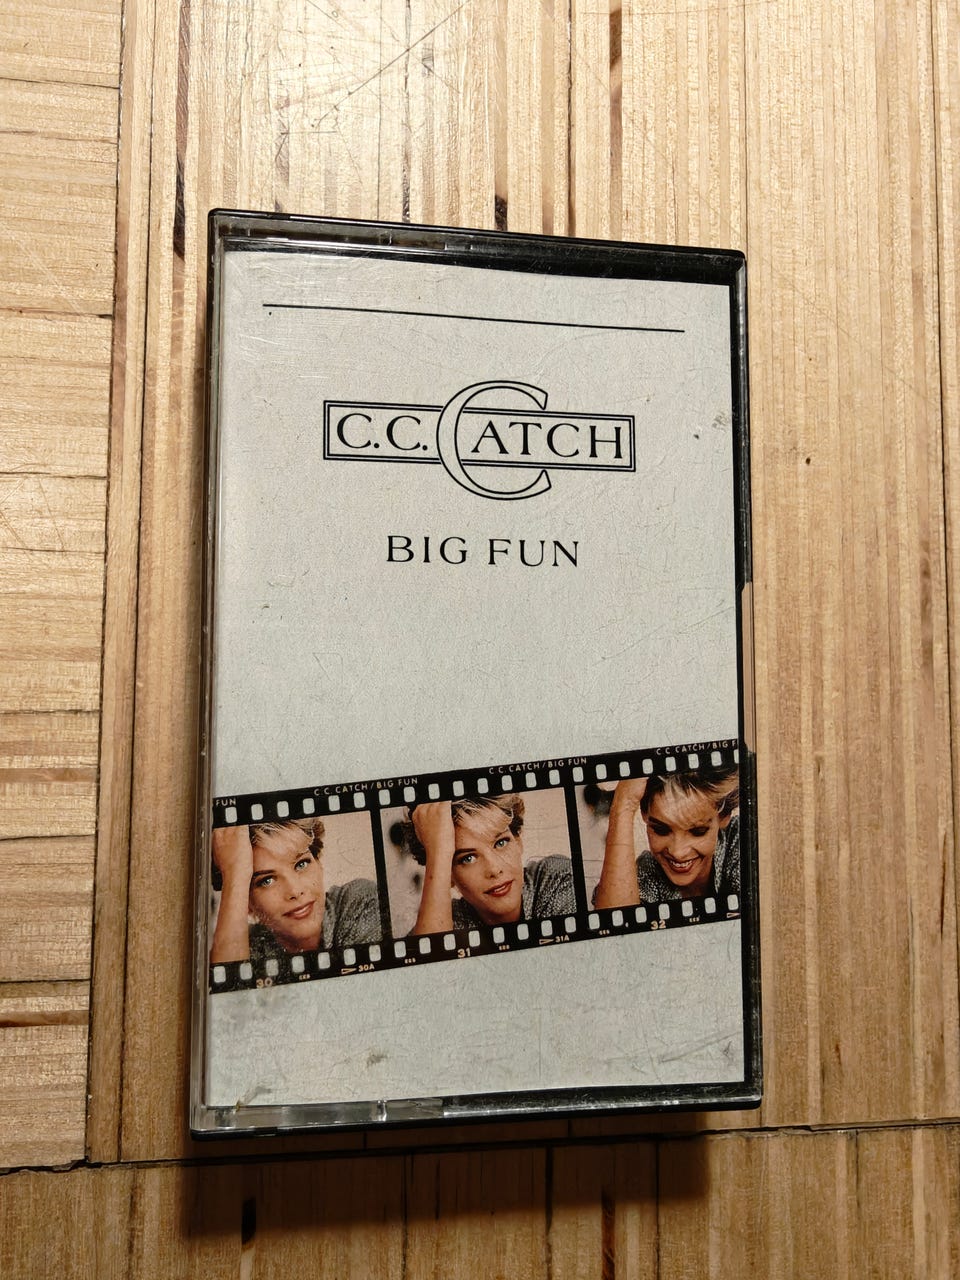 C.C.CATCH
BIG FUN
FUN C.C.CATCH/BIG FUN C.C.CATCH/BIG FUN C.C.CATCH/BIG F
30 30A 31 31A 32